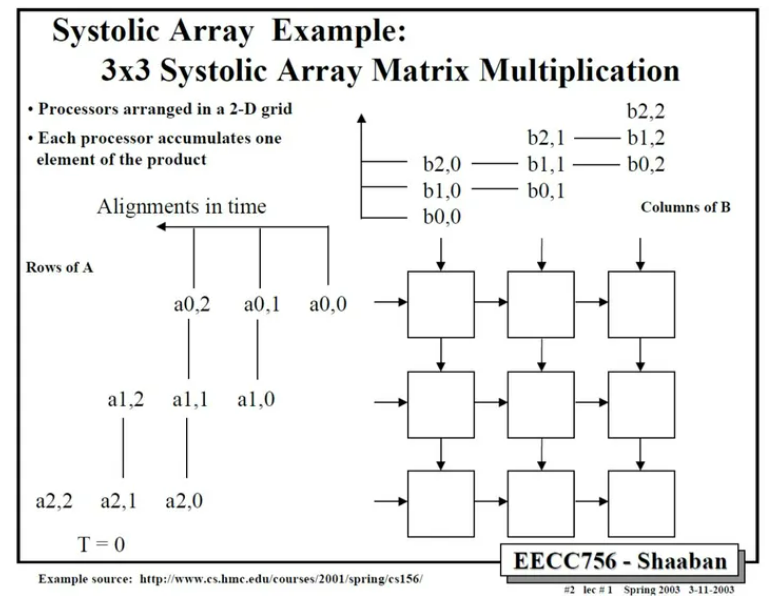 Systolic Array Example:
3x3 Systolic Array Matrix Multiplication
• Processors arranged in a 2-D grid
• Each processor accumulates one
element of the product
b2,2
b2,1 b1,2
b2,0 b1,1 b0,2
b1,0 b0,1
b0,0
Columns of B
Alignments in time
Rows of A
a0,2 a0,1 a0,0
a1,2 a1,1 a1,0
a2,2 a2,1 a2,0
T = 0
EECC756 - Shaaban
Example source: http://www.cs.hmc.edu/courses/2001/spring/cs156/
#2 lec # 1 Spring 2003 3-11-2003